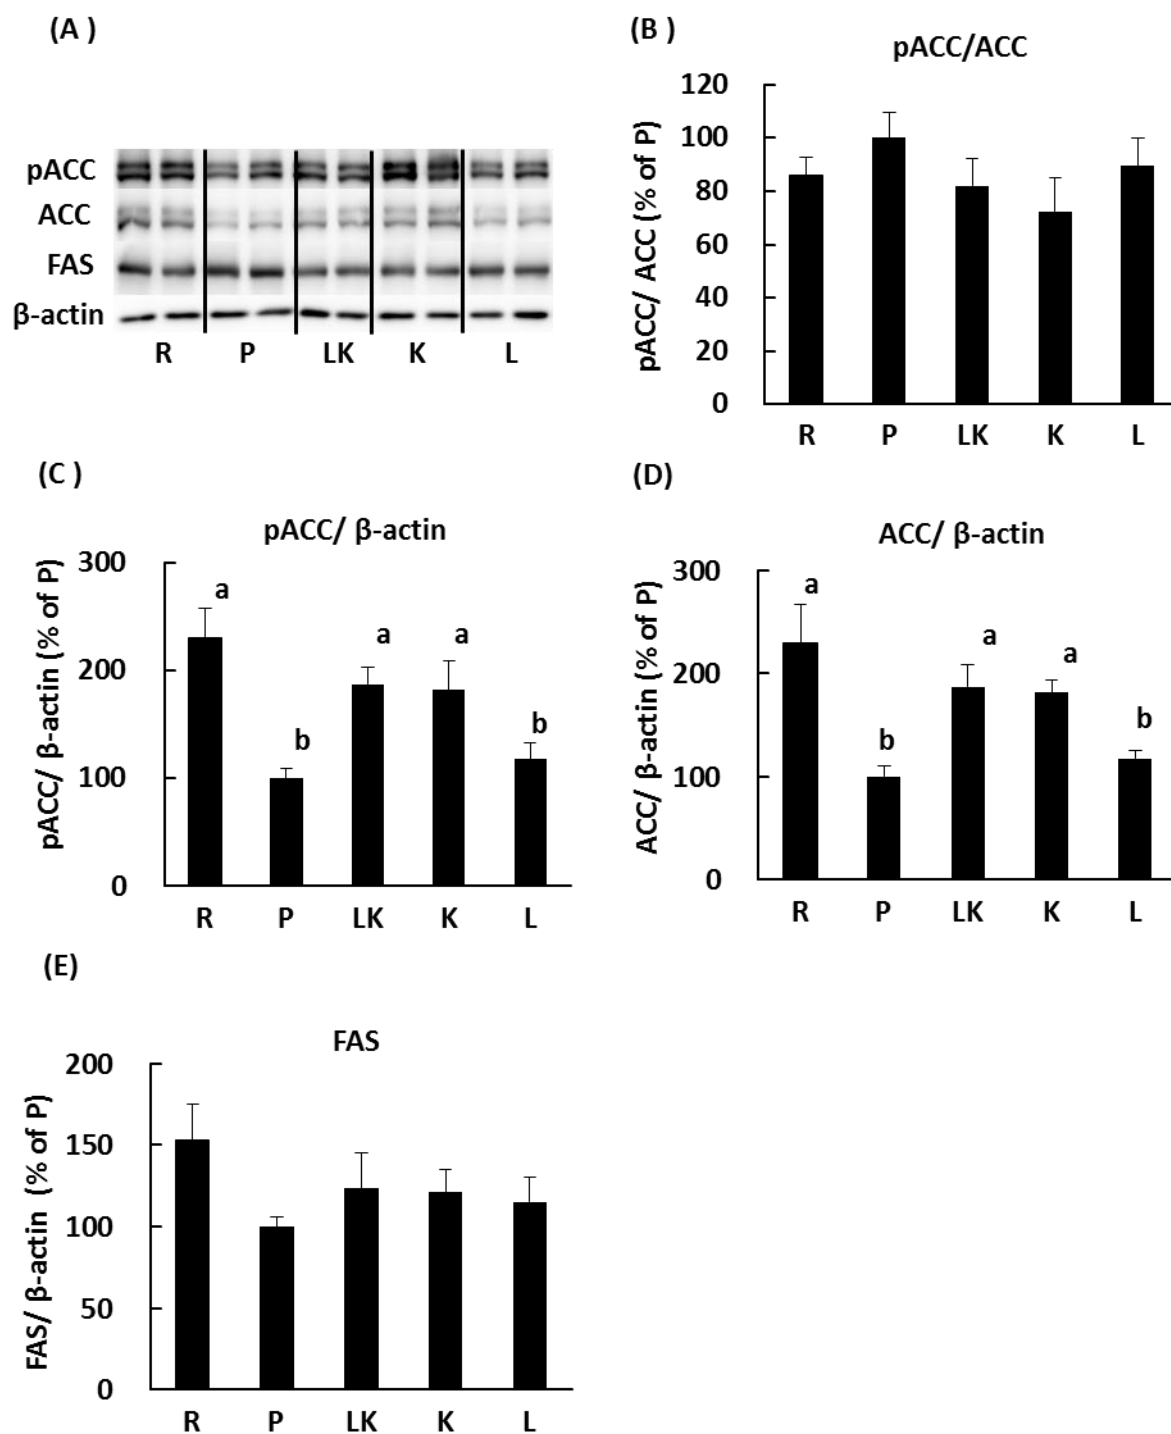 (A )
pACC
ACC
FAS
β-actin
R P LK K L
(B )
pACC/ACC
pACC/ ACC (% of P)
120
100
80
60
40
20
0
R P LK K L
(C )
pACC/ β-actin
pACC/ β-actin (% of P)
300
200
100
0
a
b
a
a
b
R P LK K L
(D)
ACC/ β-actin
ACC/ β-actin (% of P)
300
200
100
0
a
b
a
a
b
R P LK K L
(E)
FAS
FAS/ β-actin (% of P)
200
150
100
50
0
R P LK K L